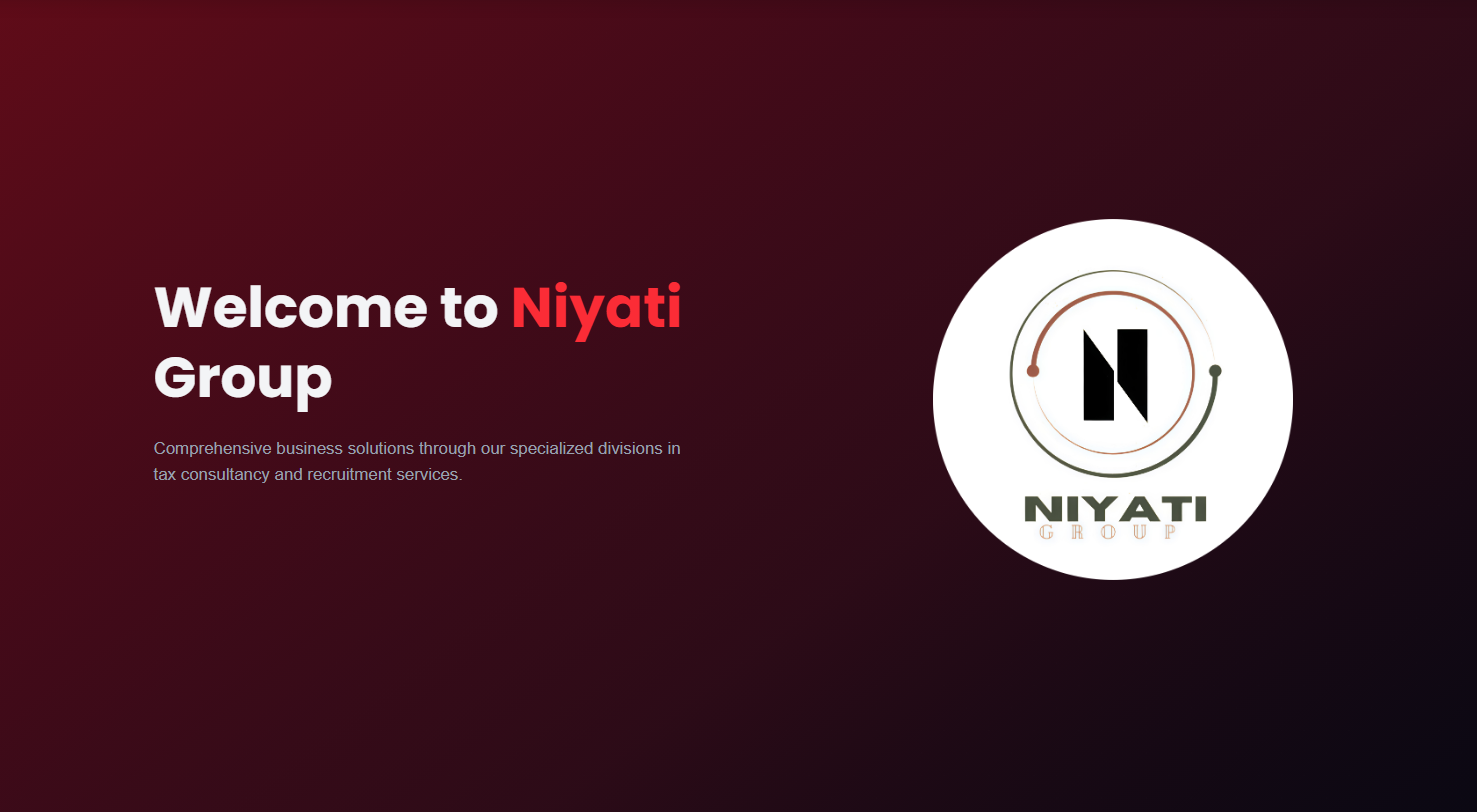 Welcome to Niyati
Group
Comprehensive business solutions through our specialized divisions in
tax consultancy and recruitment services.
N
NIYATI
GROUP